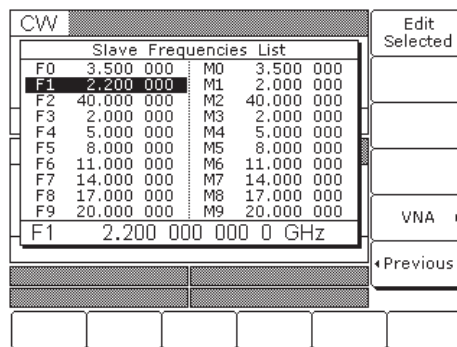 CW
Slave Frequencies List
F0 3.500 000 M0 3.500 000
F1 2.200 000 M1 2.000 000
F2 40.000 000 M2 40.000 000
F3 2.000 000 M3 2.000 000
F4 5.000 000 M4 5.000 000
F5 8.000 000 M5 8.000 000
F6 11.000 000 M6 11.000 000
F7 14.000 000 M7 14.000 000
F8 17.000 000 M8 17.000 000
F9 20.000 000 M9 20.000 000
F1 2.200 000 000 0 GHz
Edit
Selected
VNA
Previous